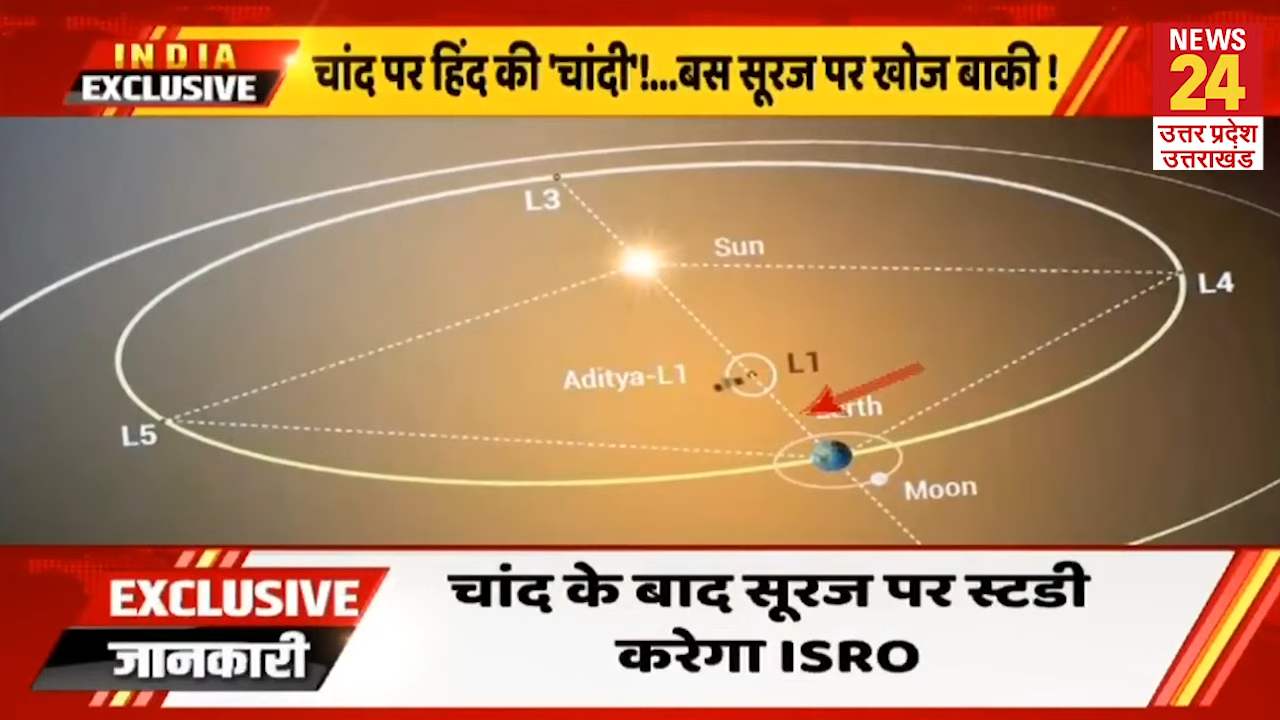 INDIA
EXCLUSIVE
चांद पर हिंद की 'चांदी'!...बस सूरज पर खोज बाकी !
NEWS
24
उत्तर प्रदेश
उत्तराखंड
L3
Sun
L4
L1
Aditya-L1
L5
Moon
EXCLUSIVE
जानकारी
चांद के बाद सूरज पर स्टडी
करेगा ISRO